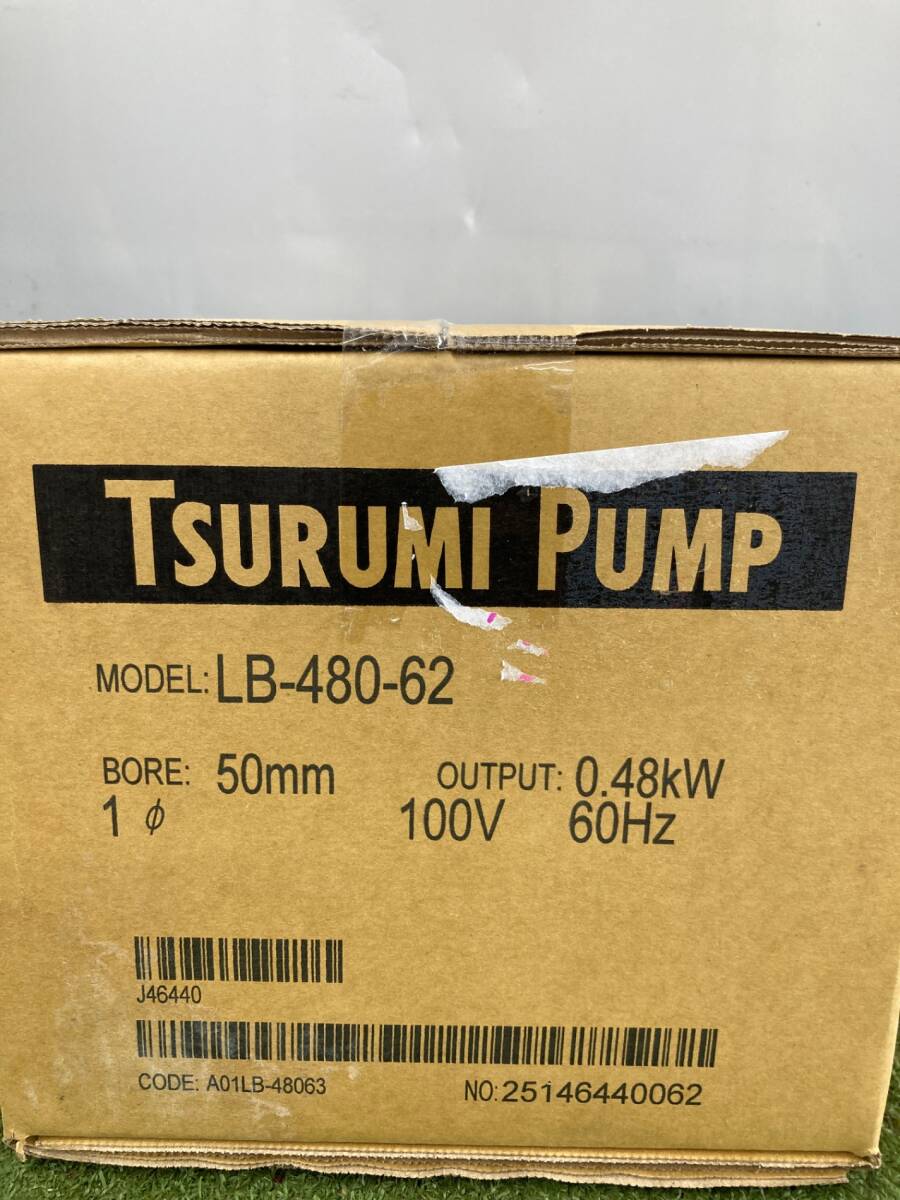 TSURUMI PUMP
MODEL: LB-480-62
BORE: 50mm OUTPUT: 0.48kW
1 φ 100V 60Hz
J46440
CODE: A01LB-48063 NO: 25146440062